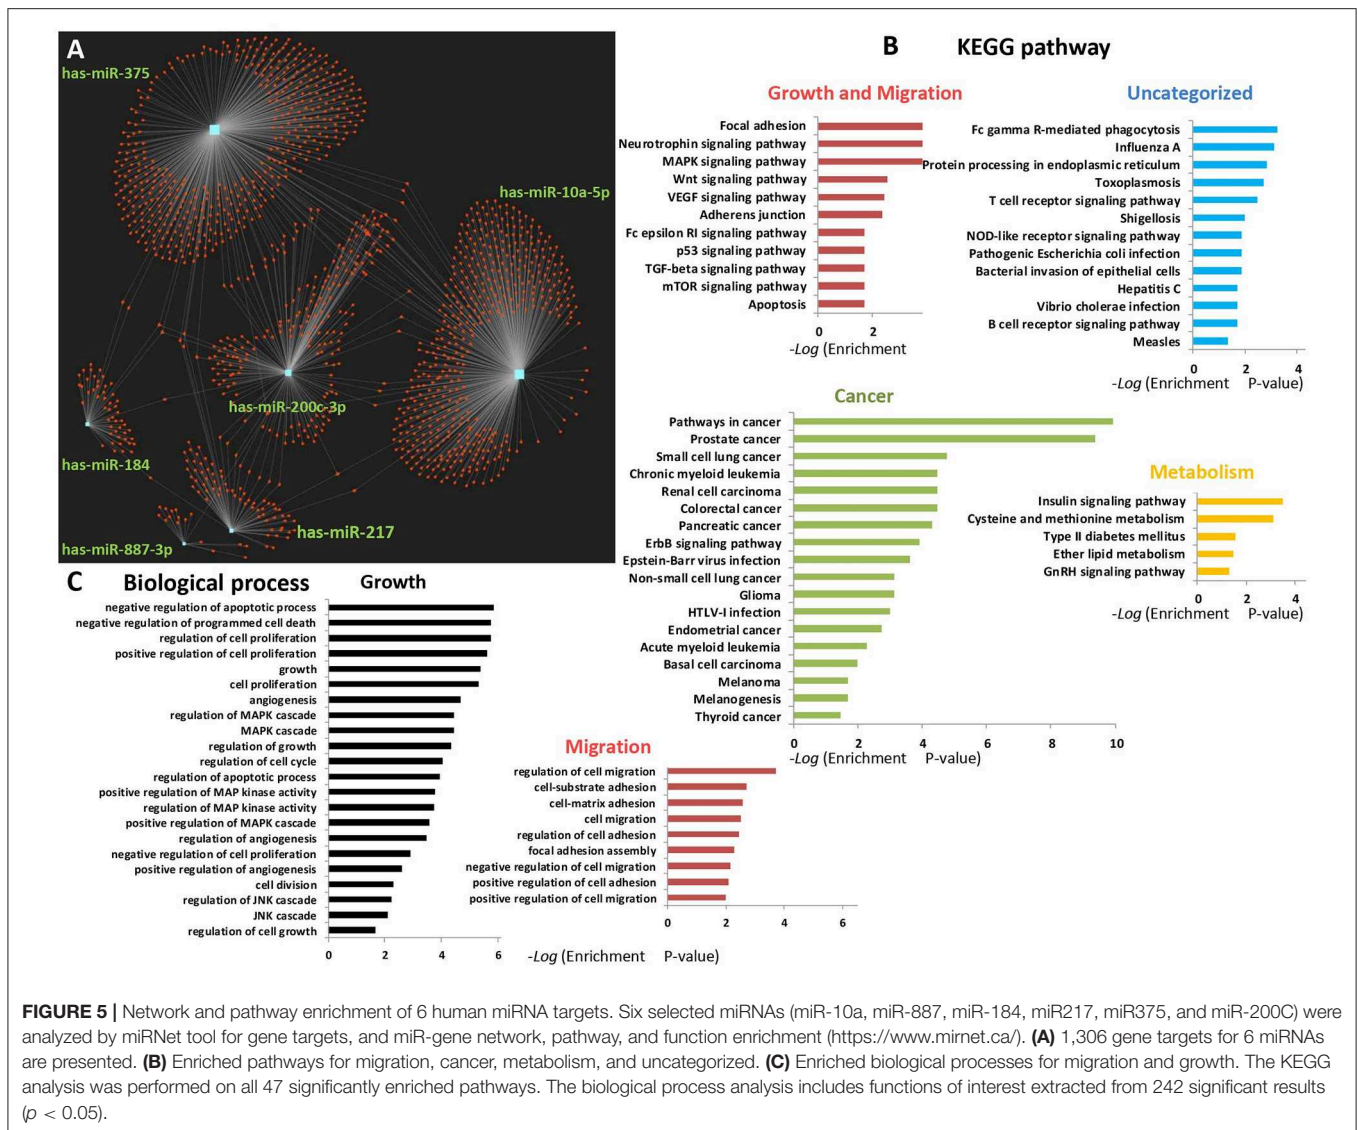 A
has-miR-375
has-miR-10a-5p
has-miR-200c-3p
has-miR-184
has-miR-217
has-miR-887-3p
B KEGG pathway
Growth and Migration
Focal adhesion
Neurotrophin signaling pathway
MAPK signaling pathway
Wnt signaling pathway
VEGF signaling pathway
Adherens junction
Fc epsilon RI signaling pathway
p53 signaling pathway
TGF-beta signaling pathway
mTOR signaling pathway
Apoptosis
0 2
-Log (Enrichment
Uncategorized
Fc gamma R-mediated phagocytosis
Influenza A
Protein processing in endoplasmic reticulum
Toxoplasmosis
T cell receptor signaling pathway
Shigellosis
NOD-like receptor signaling pathway
Pathogenic Escherichia coli infection
Bacterial invasion of epithelial cells
Hepatitis C
Vibrio cholerae infection
B cell receptor signaling pathway
Measles
0 2 4
-Log (Enrichment P-value)
Cancer
Pathways in cancer
Prostate cancer
Small cell lung cancer
Chronic myeloid leukemia
Renal cell carcinoma
Colorectal cancer
Pancreatic cancer
ErbB signaling pathway
Epstein-Barr virus infection
Non-small cell lung cancer
Glioma
HTLV-I infection
Endometrial cancer
Acute myeloid leukemia
Basal cell carcinoma
Melanoma
Melanogenesis
Thyroid cancer
0 2 4 6 8 10
-Log (Enrichment P-value)
Metabolism
Insulin signaling pathway
Cysteine and methionine metabolism
Type II diabetes mellitus
Ether lipid metabolism
GnRH signaling pathway
0 2 4
-Log (Enrichment P-value)
C Biological process Growth
negative regulation of apoptotic process
negative regulation of programmed cell death
regulation of cell proliferation
positive regulation of cell proliferation
growth
cell proliferation
angiogenesis
regulation of MAPK cascade
MAPK cascade
regulation of growth
regulation of cell cycle
regulation of apoptotic process
positive regulation of MAP kinase activity
regulation of MAP kinase activity
positive regulation of MAPK cascade
regulation of angiogenesis
negative regulation of cell proliferation
positive regulation of angiogenesis
cell division
regulation of JNK cascade
JNK cascade
regulation of cell growth
0 2 4 6
Migration
regulation of cell migration
cell-substrate adhesion
cell-matrix adhesion
cell migration
regulation of cell adhesion
focal adhesion assembly
negative regulation of cell migration
positive regulation of cell adhesion
positive regulation of cell migration
0 2 4 6
-Log (Enrichment P-value)
FIGURE 5 | Network and pathway enrichment of 6 human miRNA targets. Six selected miRNAs (miR-10a, miR-887, miR-184, miR217, miR375, and miR-200C) were
analyzed by miRNet tool for gene targets, and miR-gene network, pathway, and function enrichment (https://www.mirnet.ca/). (A) 1,306 gene targets for 6 miRNAs
are presented. (B) Enriched pathways for migration, cancer, metabolism, and uncategorized. (C) Enriched biological processes for migration and growth. The KEGG
analysis was performed on all 47 significantly enriched pathways. The biological process analysis includes functions of interest extracted from 242 significant results
(p < 0.05).